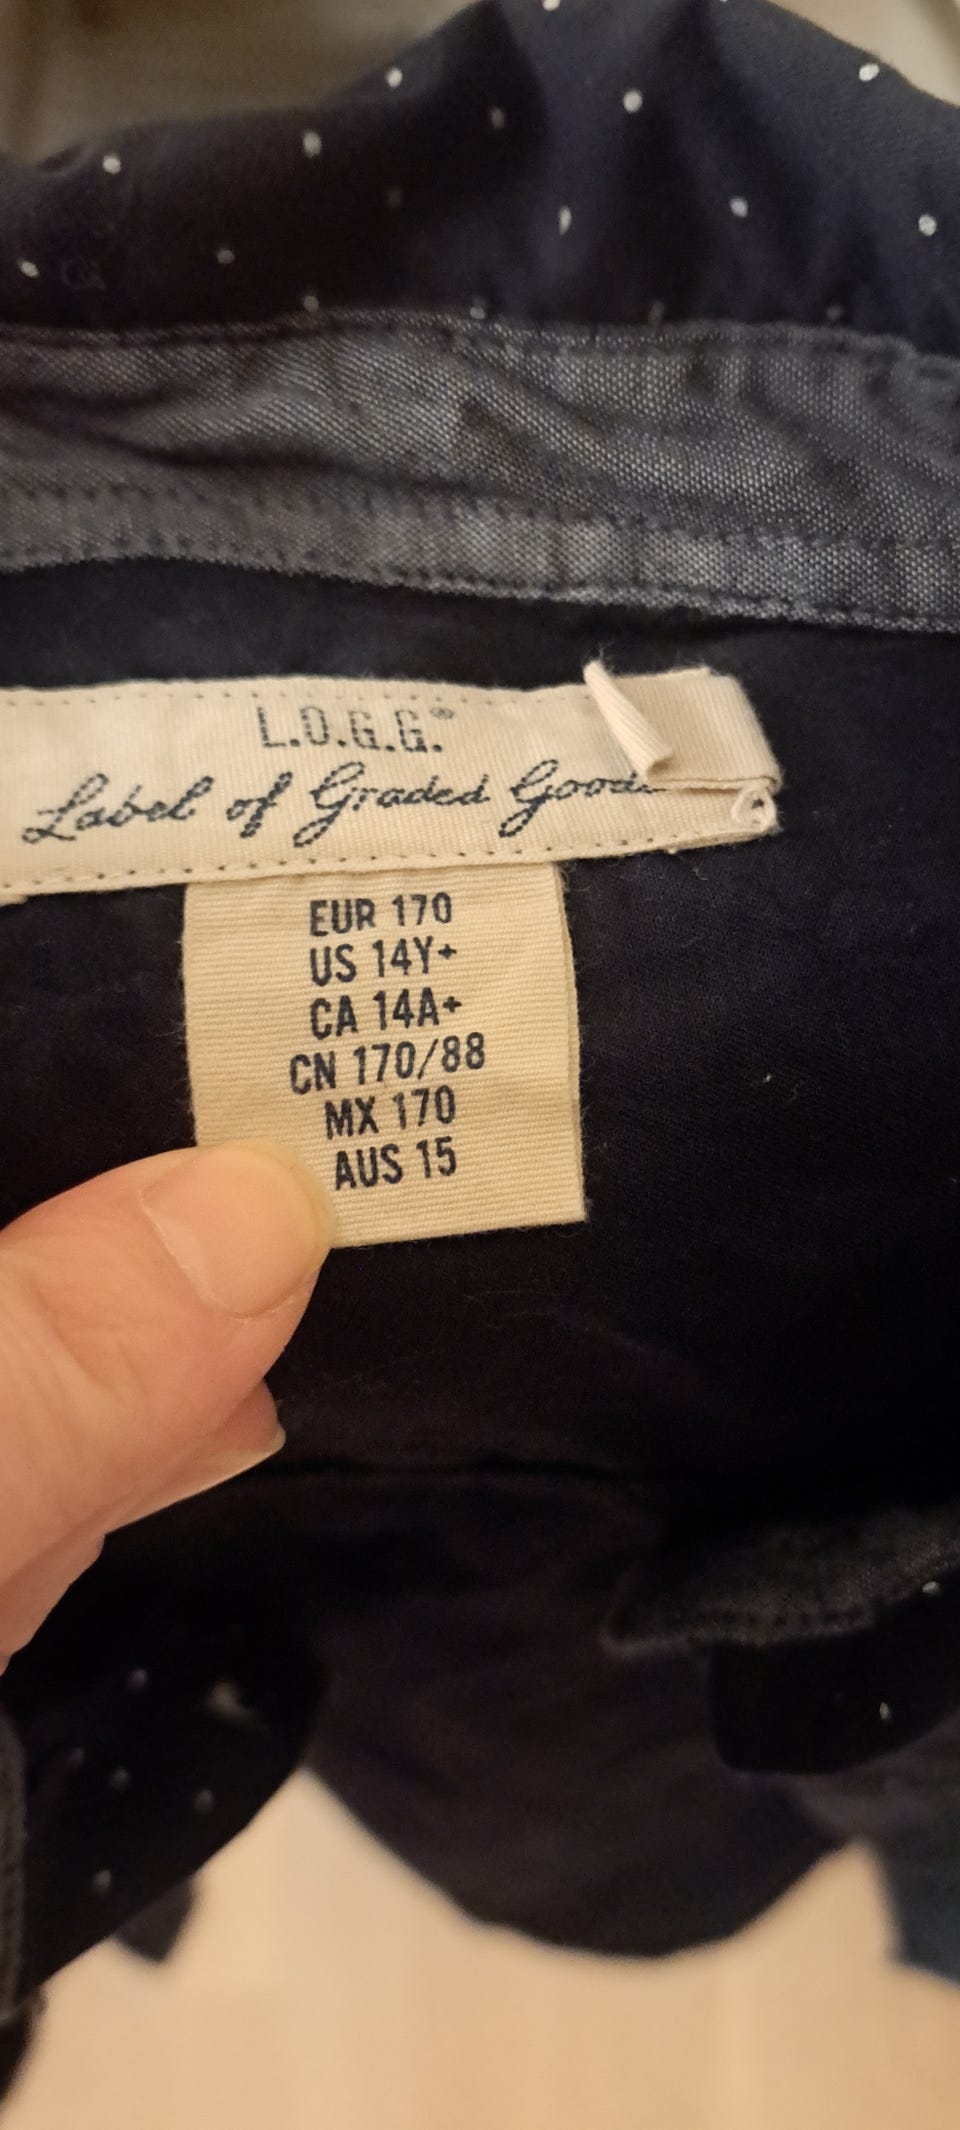 L.O.G.G.®
Label of Graded Goods
EUR 170
US 14Y+
CA 14A+
CN 170/88
MX 170
AUS 15